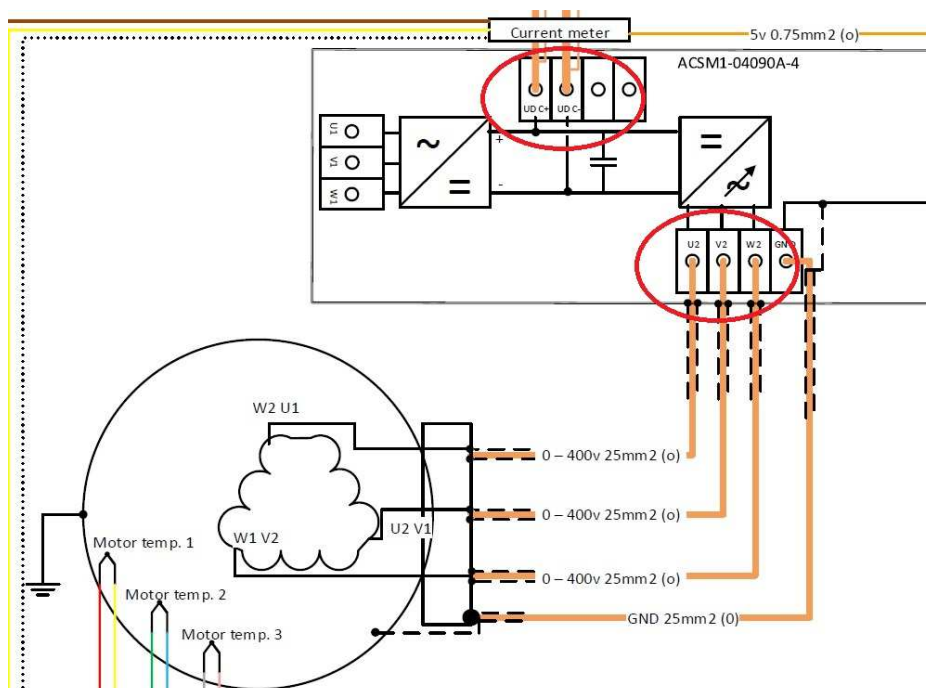 Current meter
5v 0.75mm2 (o)
ACSM1-04090A-4
UD C+
UD C-
U1
V1
W1
~
=
+
-
=
~
U2
V2
W2
GND
W2 U1
0 – 400v 25mm2 (o)
U2 V1
0 – 400v 25mm2 (o)
W1 V2
Motor temp. 1
0 – 400v 25mm2 (o)
Motor temp. 2
GND 25mm2 (0)
Motor temp. 3